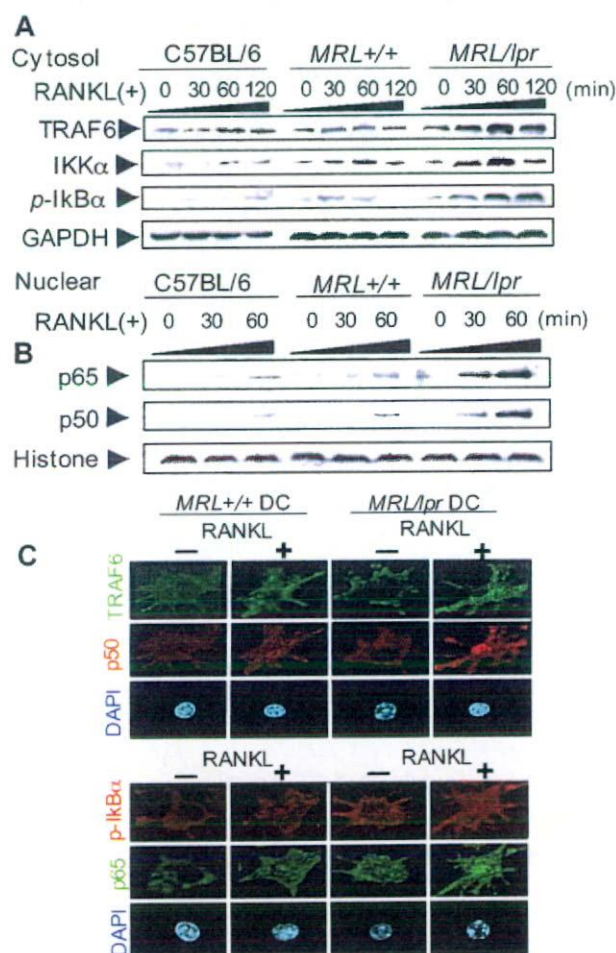 A
Cytosol C57BL/6 MRL+/+ MRL/lpr
RANKL(+) 0 30 60 120 0 30 60 120 0 30 60 120 (min)
TRAF6
IKKα
p-IkBα
GAPDH
Nuclear C57BL/6 MRL+/+ MRL/lpr
RANKL(+) 0 30 60 0 30 60 0 30 60 (min)
B
p65
p50
Histone
MRL+/+ DC MRL/lpr DC
RANKL RANKL
C
− + − +
TRAF6
p50
DAPI
RANKL RANKL
− + − +
p-IkBα
p65
DAPI